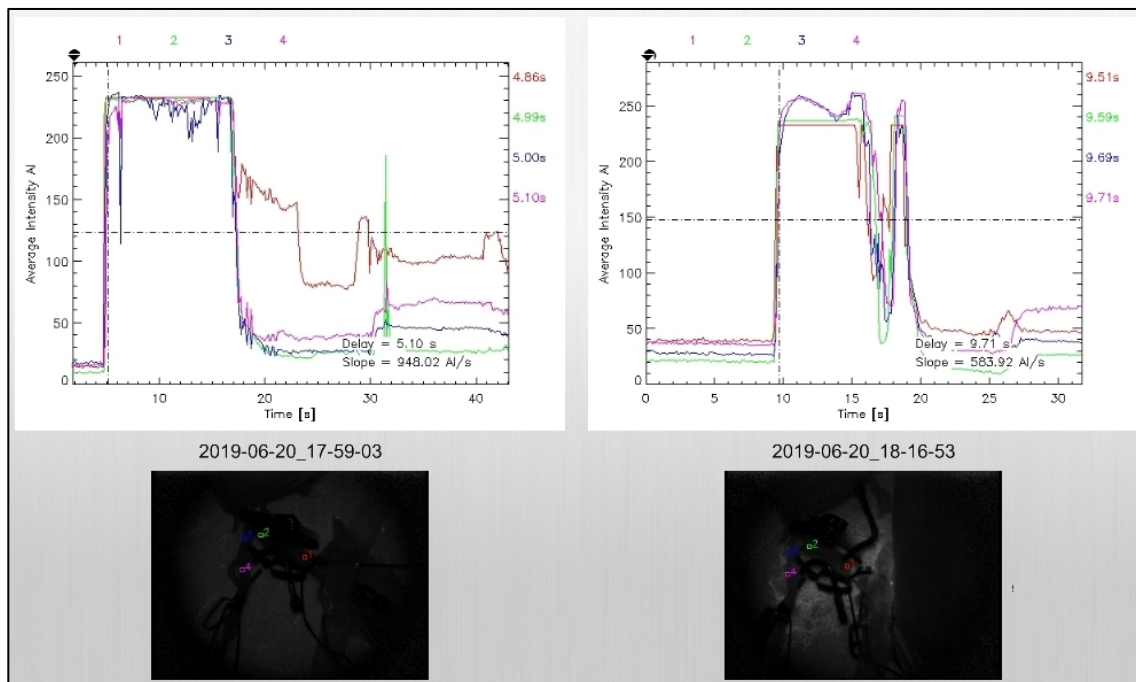 1 2 3 4
250
200
150
100
50
0
Average Intensity AI
4.86s
4.99s
5.00s
5.10s
Delay = 5.10 s
Slope = 948.02 AI/s
10 20 30 40
Time [s]
1 2 3 4
250
200
150
100
50
0
Average Intensity AI
9.51s
9.59s
9.69s
9.71s
Delay = 9.71 s
Slope = 583.92 AI/s
0 5 10 15 20 25 30
Time [s]
2019-06-20_17-59-03
2019-06-20_18-16-53
2
1
4
2
4